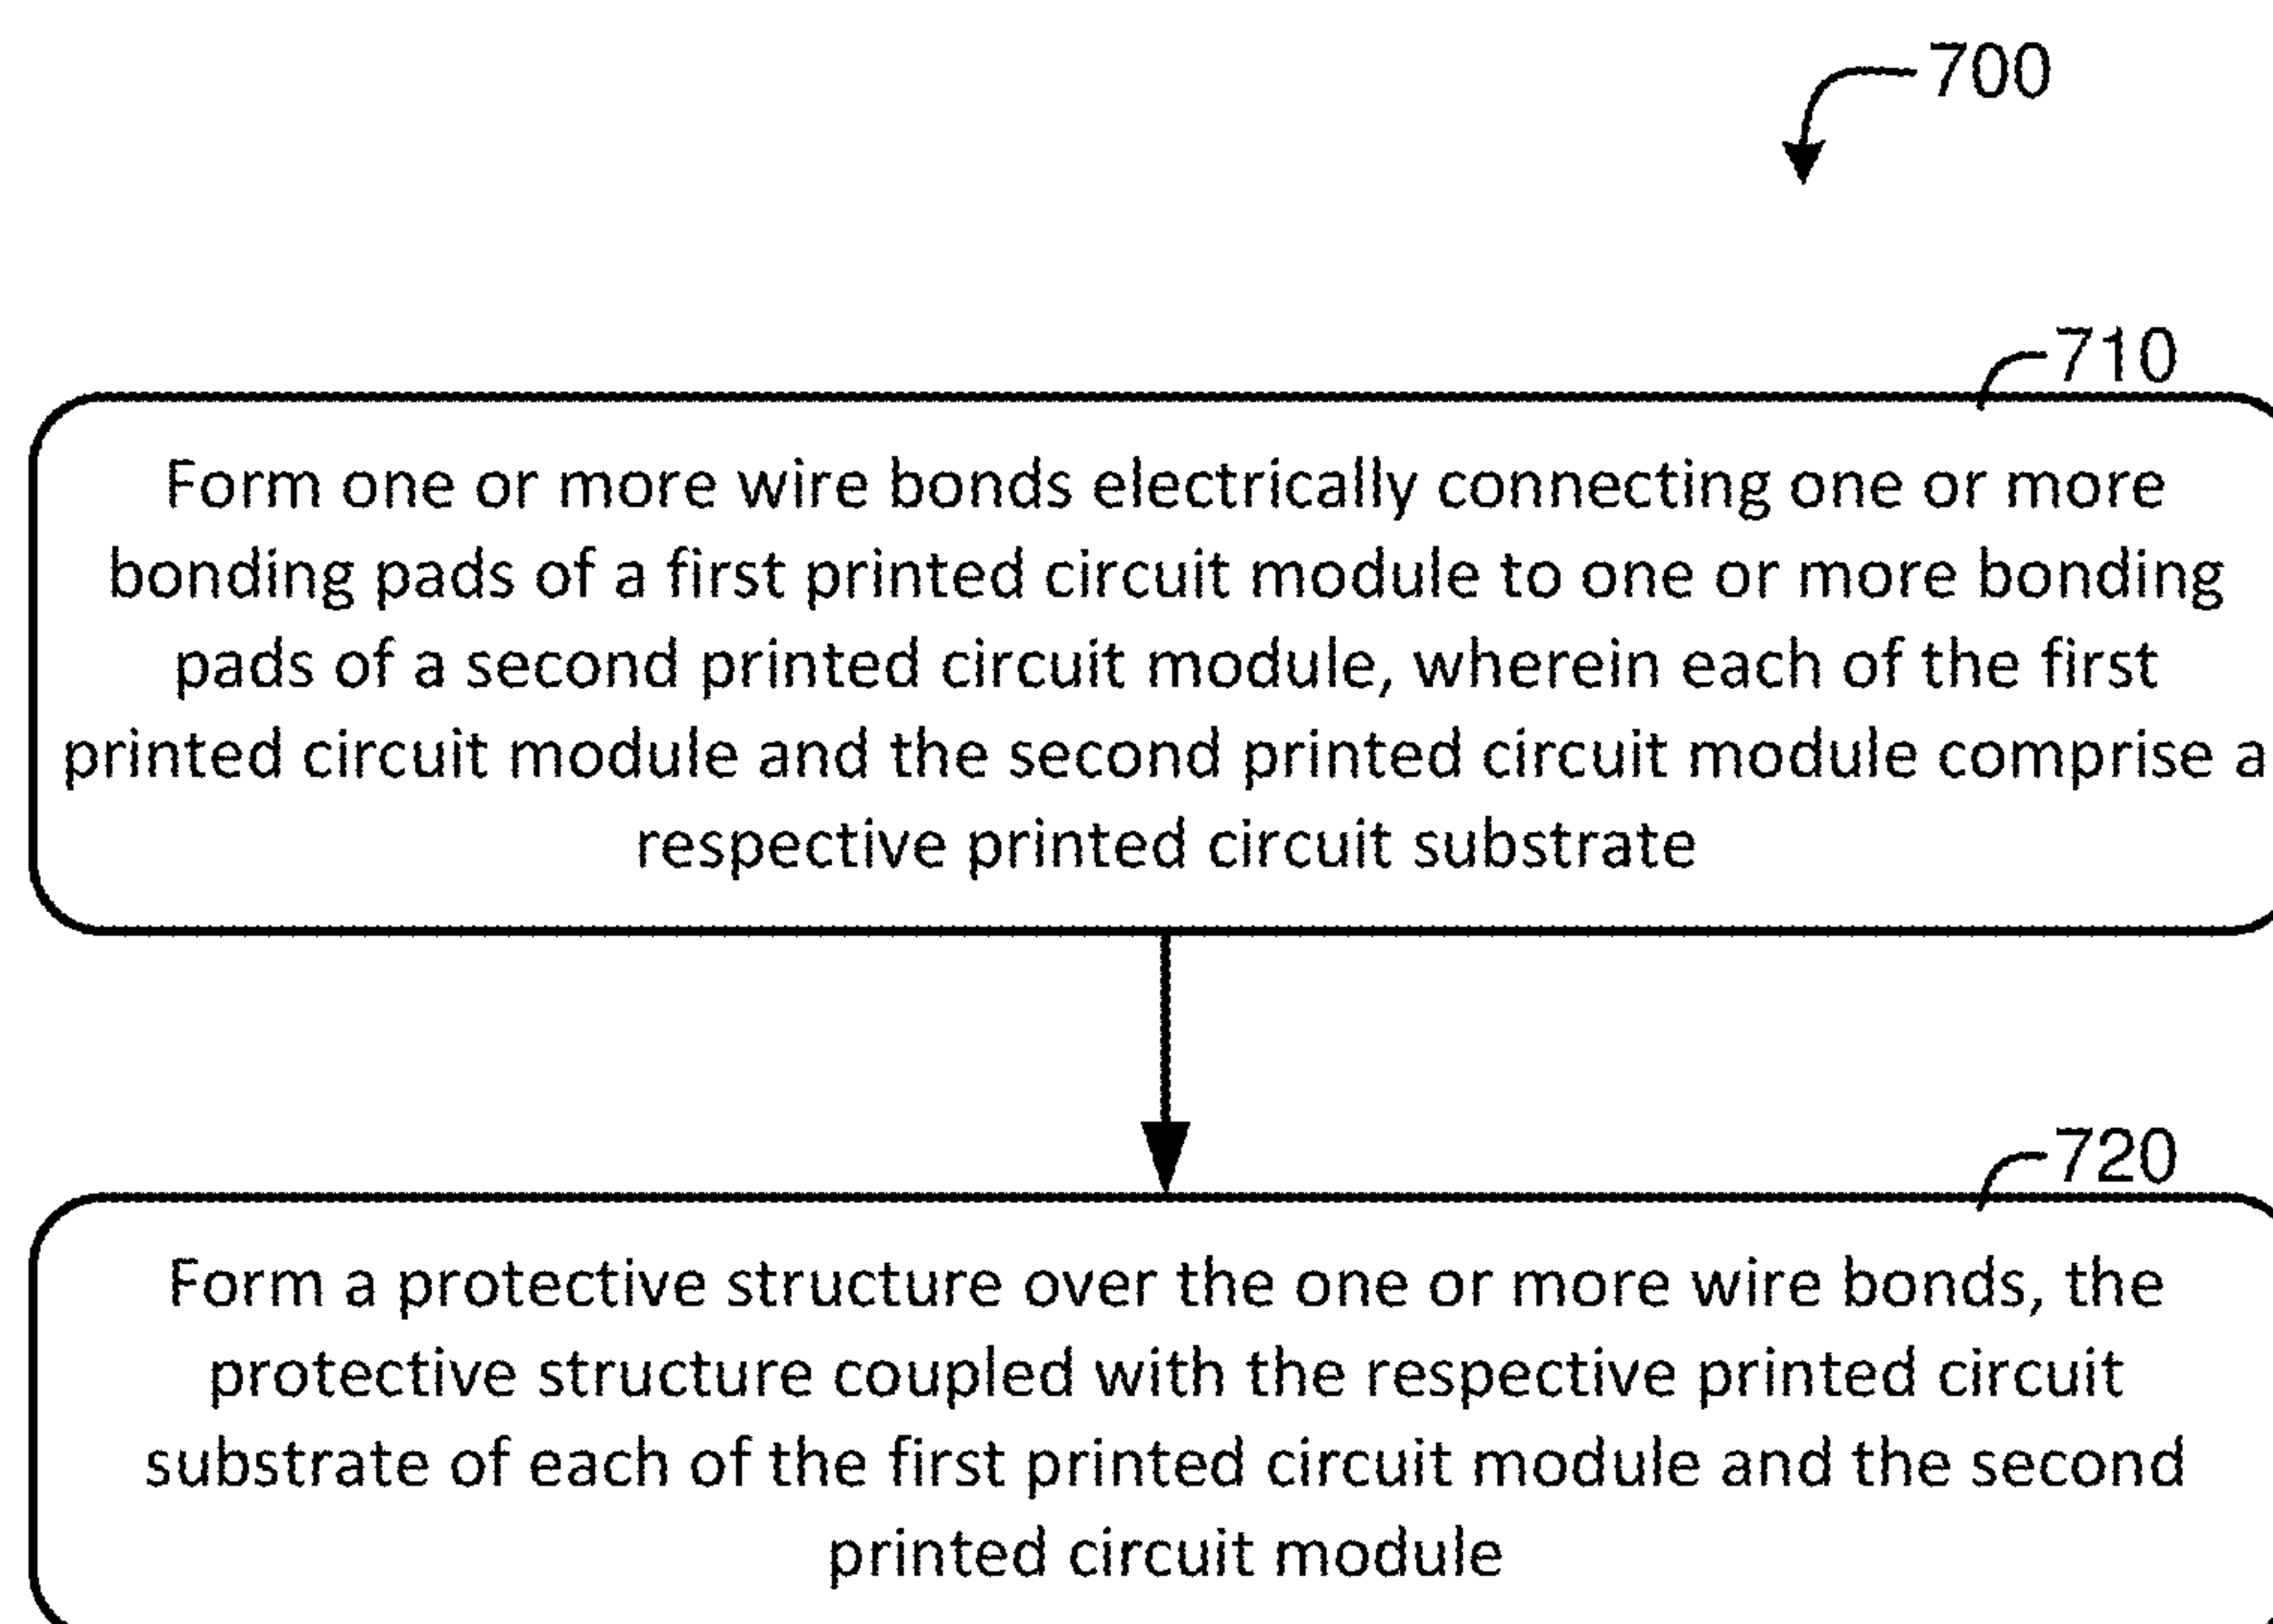 700
710
Form one or more wire bonds electrically connecting one or more
bonding pads of a first printed circuit module to one or more bonding
pads of a second printed circuit module, wherein each of the first
printed circuit module and the second printed circuit module comprise a
respective printed circuit substrate
720
Form a protective structure over the one or more wire bonds, the
protective structure coupled with the respective printed circuit
substrate of each of the first printed circuit module and the second
printed circuit module